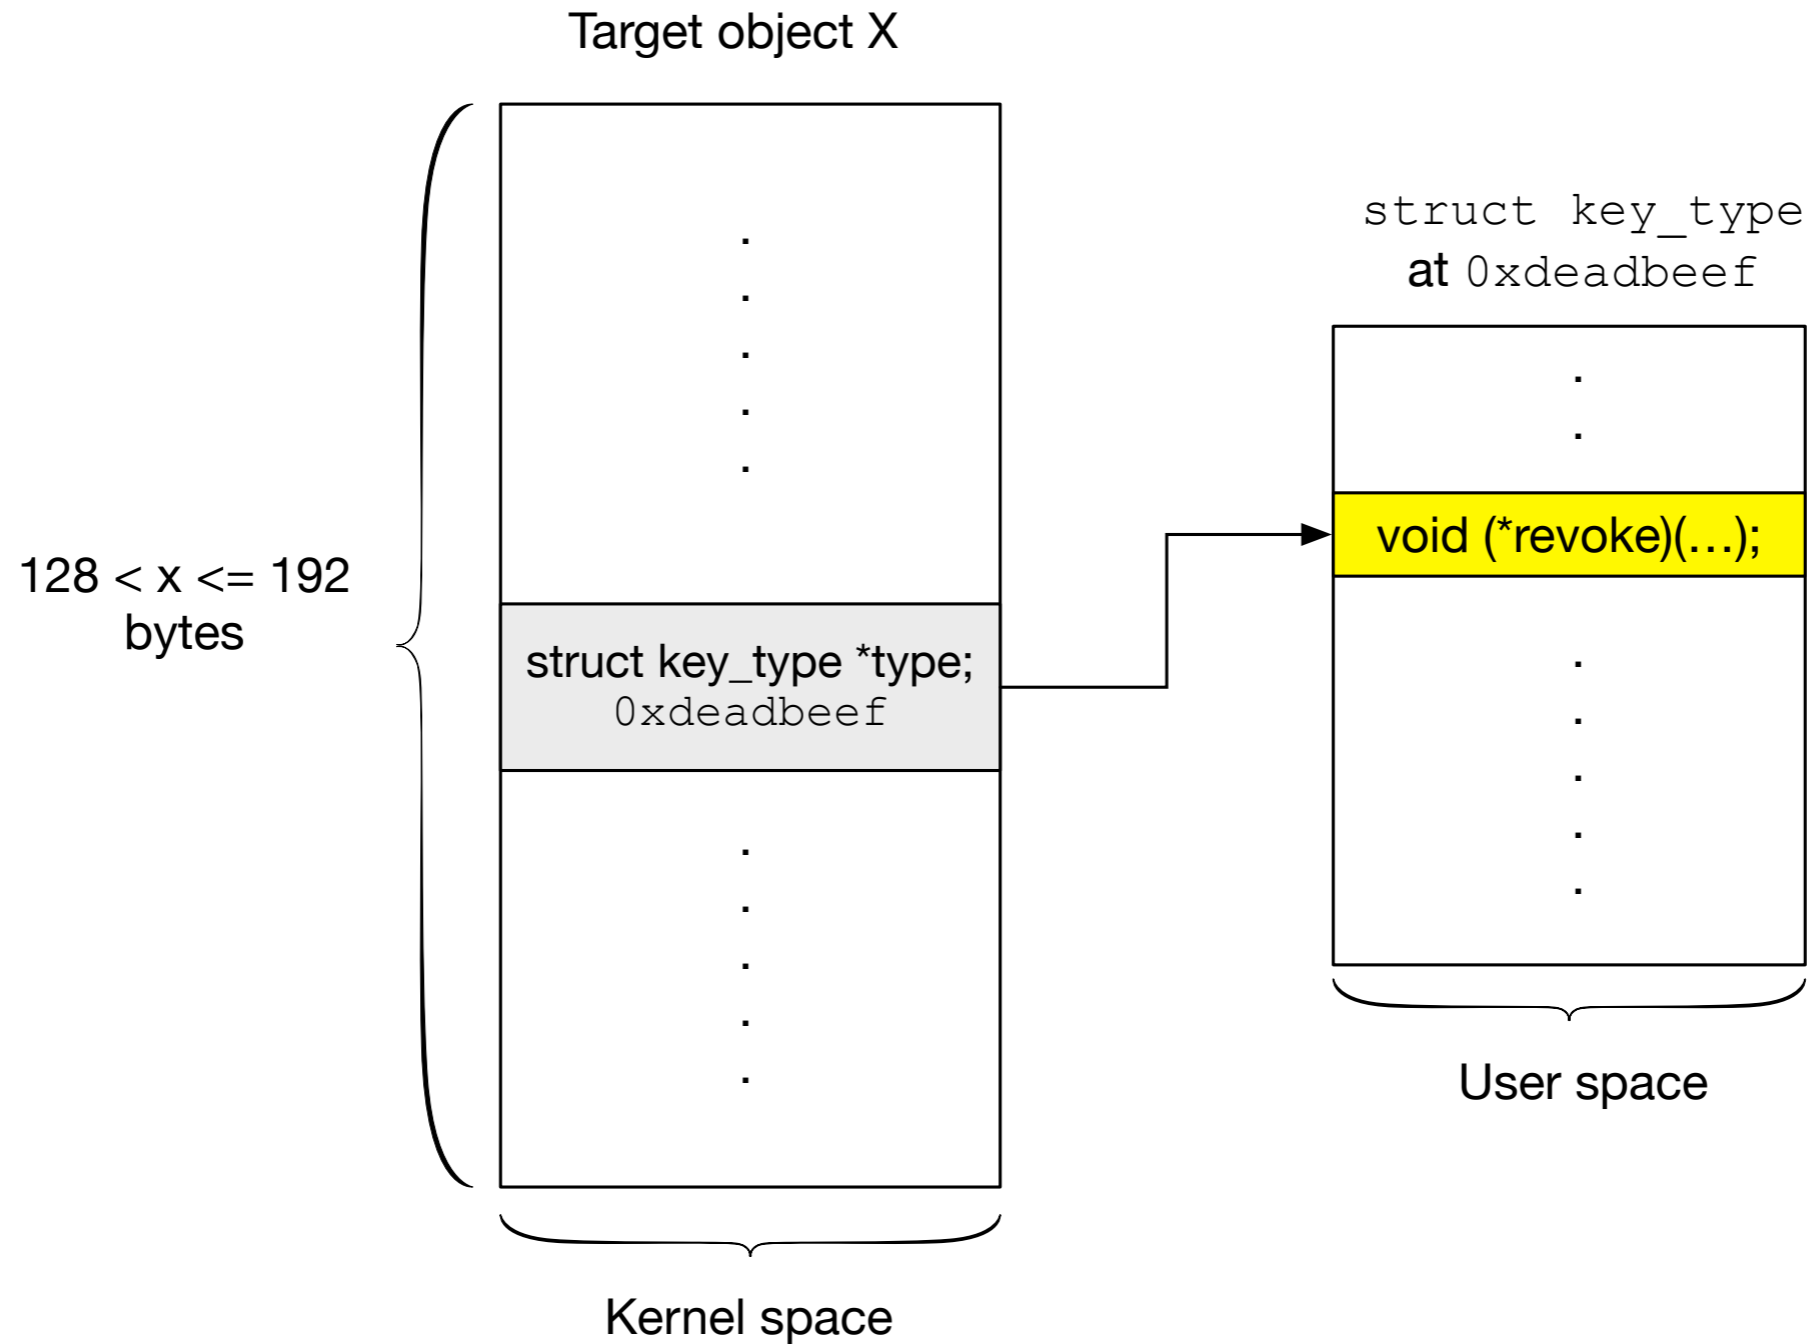 Target object X
128 < x <= 192
bytes
struct key_type *type;
0xdeadbeef
Kernel space
struct key_type
at 0xdeadbeef
void (*revoke)(…);
User space